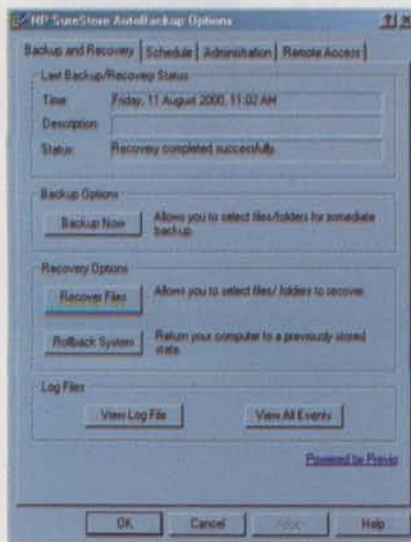 HP SureStore AutoBackup Options
Backup and Recovery Schedule Administration Remote Access
Last Backup/Recovery Status
Time: Friday, 11 August 2000, 11:02 AM
Description:
Status: Recovery completed successfully.
Backup Options
Backup Now
Allows you to select files/folders for immediate
backup.
Recovery Options
Recover Files
Allows you to select files/ folders to recover.
Rollback System
Return your computer to a previously stored
state.
Log Files
View Log File View All Events
Powered by Previo
OK Cancel Apply Help